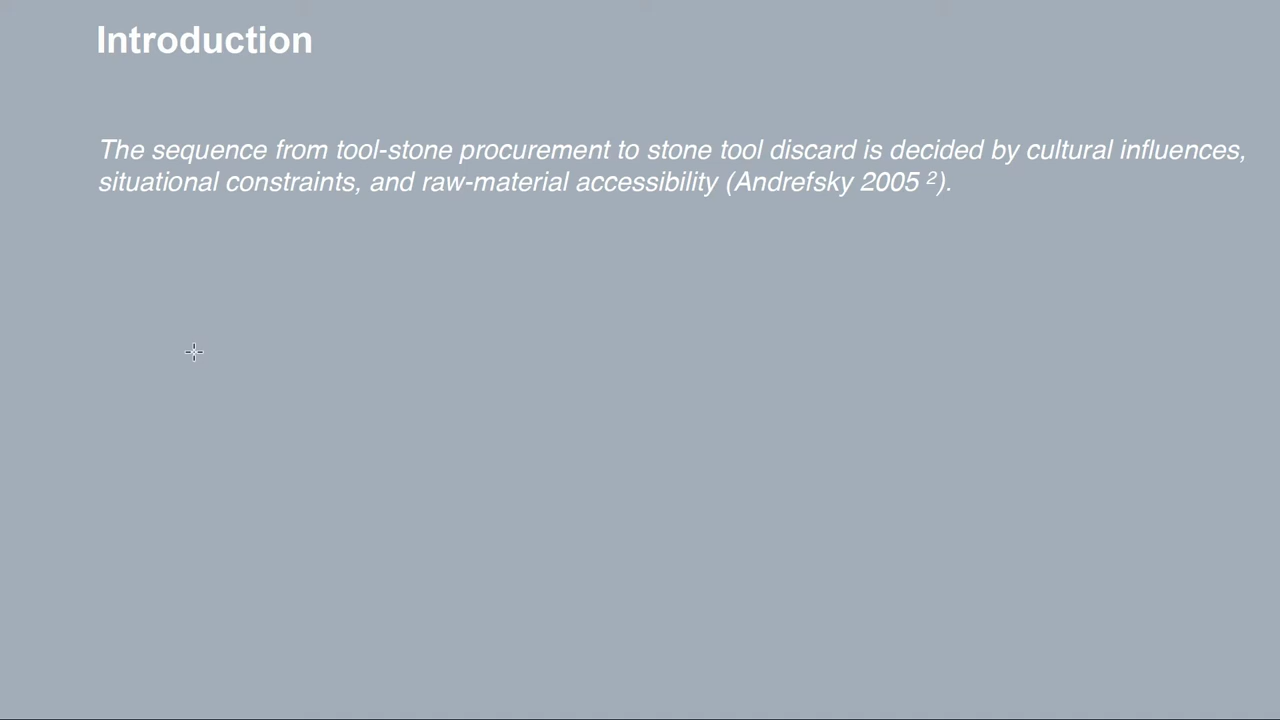 Introduction
The sequence from tool-stone procurement to stone tool discard is decided by cultural influences,
situational constraints, and raw-material accessibility (Andrefsky 2005 ²).